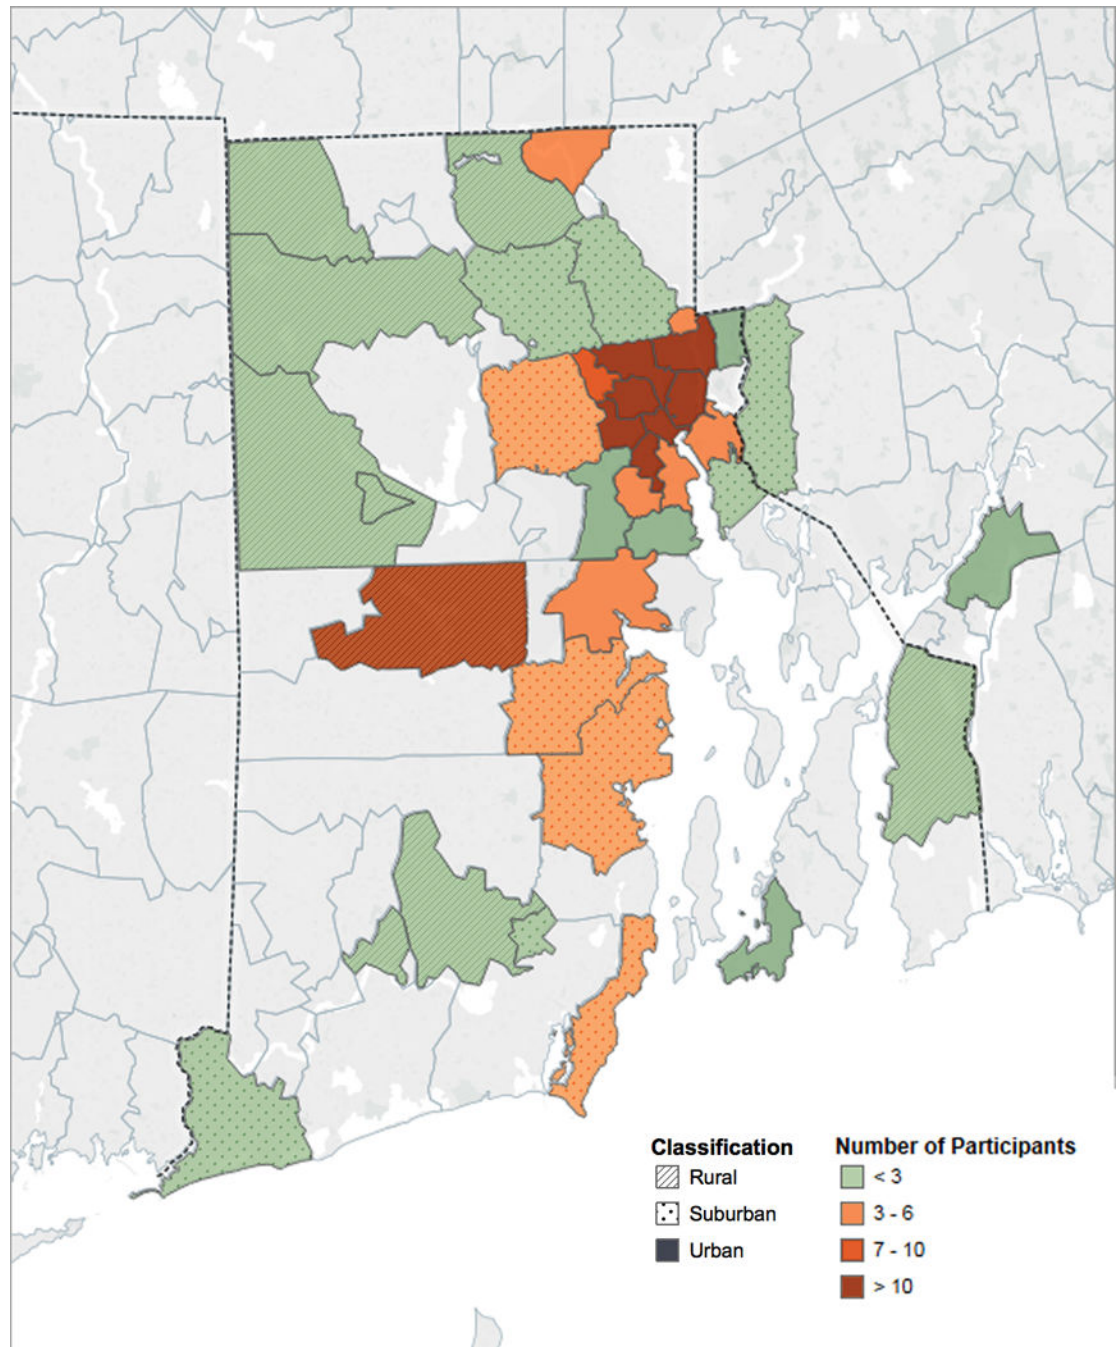 Classification
Rural
Suburban
Urban
Number of Participants
< 3
3 - 6
7 - 10
> 10